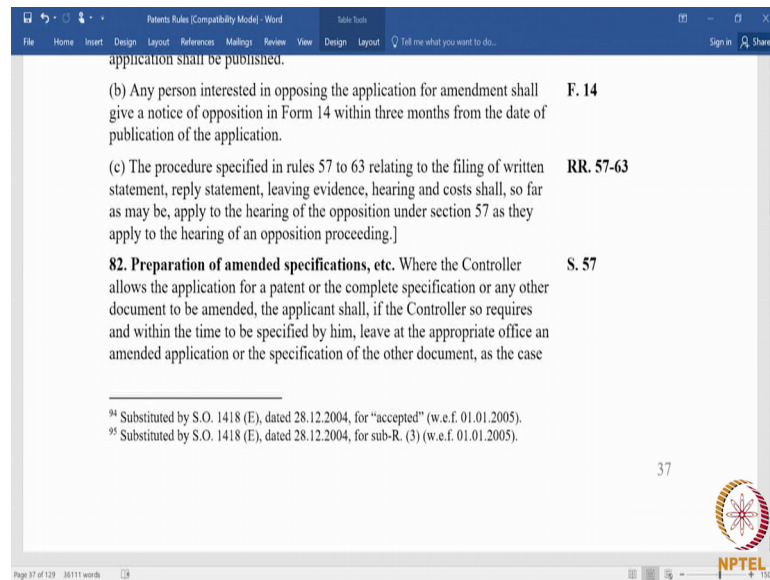 Patents Rules [Compatibility Mode] - Word
Table Tools
File Home Insert Design Layout References Mailings Review View Design Layout Tell me what you want to do...
Sign in Share
application shall be published.
(b) Any person interested in opposing the application for amendment shall F. 14
give a notice of opposition in Form 14 within three months from the date of
publication of the application.
(c) The procedure specified in rules 57 to 63 relating to the filing of written RR. 57-63
statement, reply statement, leaving evidence, hearing and costs shall, so far
as may be, apply to the hearing of the opposition under section 57 as they
apply to the hearing of an opposition proceeding.]
82. Preparation of amended specifications, etc. Where the Controller S. 57
allows the application for a patent or the complete specification or any other
document to be amended, the applicant shall, if the Controller so requires
and within the time to be specified by him, leave at the appropriate office an
amended application or the specification of the other document, as the case
94 Substituted by S.O. 1418 (E), dated 28.12.2004, for “accepted” (w.e.f. 01.01.2005).
95 Substituted by S.O. 1418 (E), dated 28.12.2004, for sub-R. (3) (w.e.f. 01.01.2005).
37
NPTEL
Page 37 of 129 36111 words